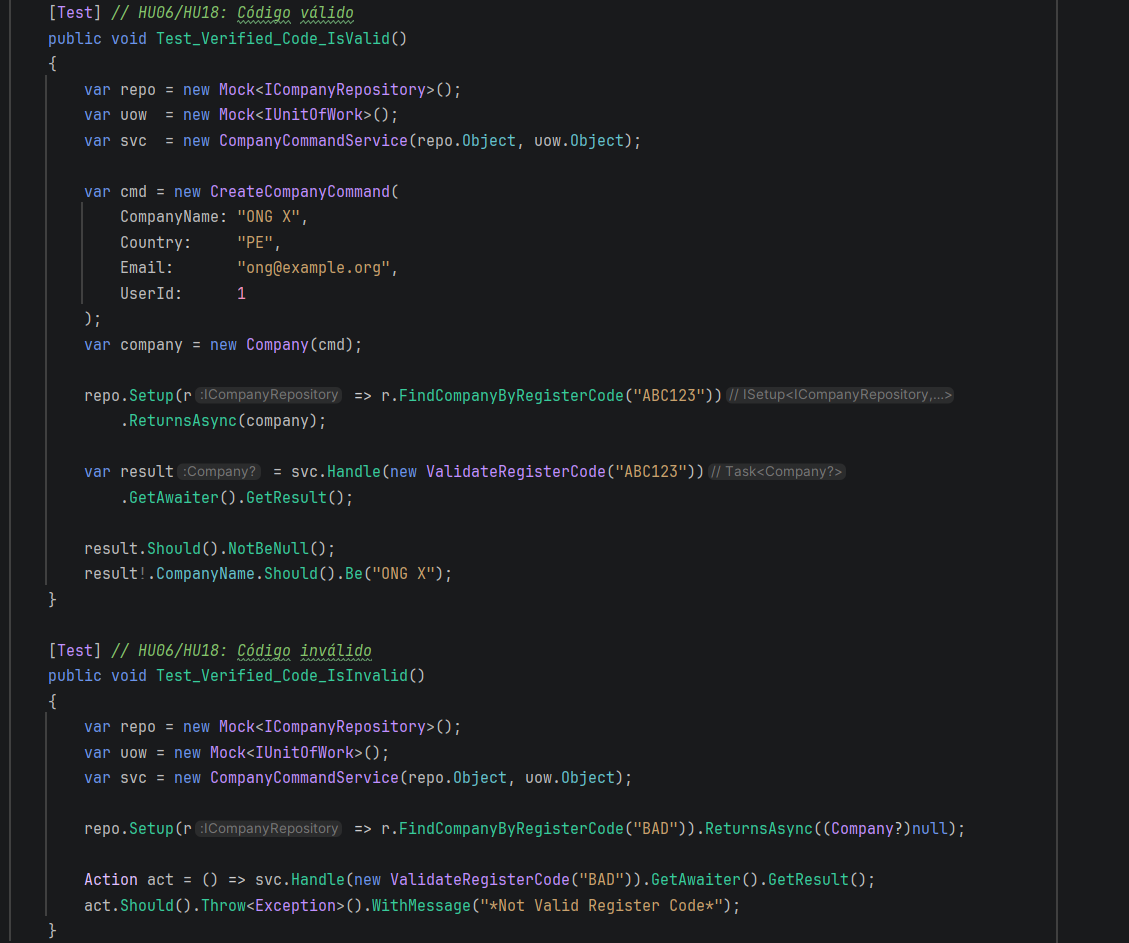 [Test] // HU06/HU18: Código válido
public void Test_Verified_Code_IsValid()
{
    var repo = new Mock<ICompanyRepository>();
    var uow  = new Mock<IUnitOfWork>();
    var svc  = new CompanyCommandService(repo.Object, uow.Object);

    var cmd = new CreateCompanyCommand(
        CompanyName: "ONG X",
        Country:     "PE",
        Email:       "ong@example.org",
        UserId:      1
    );
    var company = new Company(cmd);

    repo.Setup(r :ICompanyRepository => r.FindCompanyByRegisterCode("ABC123")) // ISetup<ICompanyRepository,...>
        .ReturnsAsync(company);

    var result :Company? = svc.Handle(new ValidateRegisterCode("ABC123")) // Task<Company?>
        .GetAwaiter().GetResult();

    result.Should().NotBeNull();
    result!.CompanyName.Should().Be("ONG X");
}

[Test] // HU06/HU18: Código inválido
public void Test_Verified_Code_IsInvalid()
{
    var repo = new Mock<ICompanyRepository>();
    var uow = new Mock<IUnitOfWork>();
    var svc = new CompanyCommandService(repo.Object, uow.Object);

    repo.Setup(r :ICompanyRepository => r.FindCompanyByRegisterCode("BAD")).ReturnsAsync((Company?)null);

    Action act = () => svc.Handle(new ValidateRegisterCode("BAD")).GetAwaiter().GetResult();
    act.Should().Throw<Exception>().WithMessage("*Not Valid Register Code*");
}